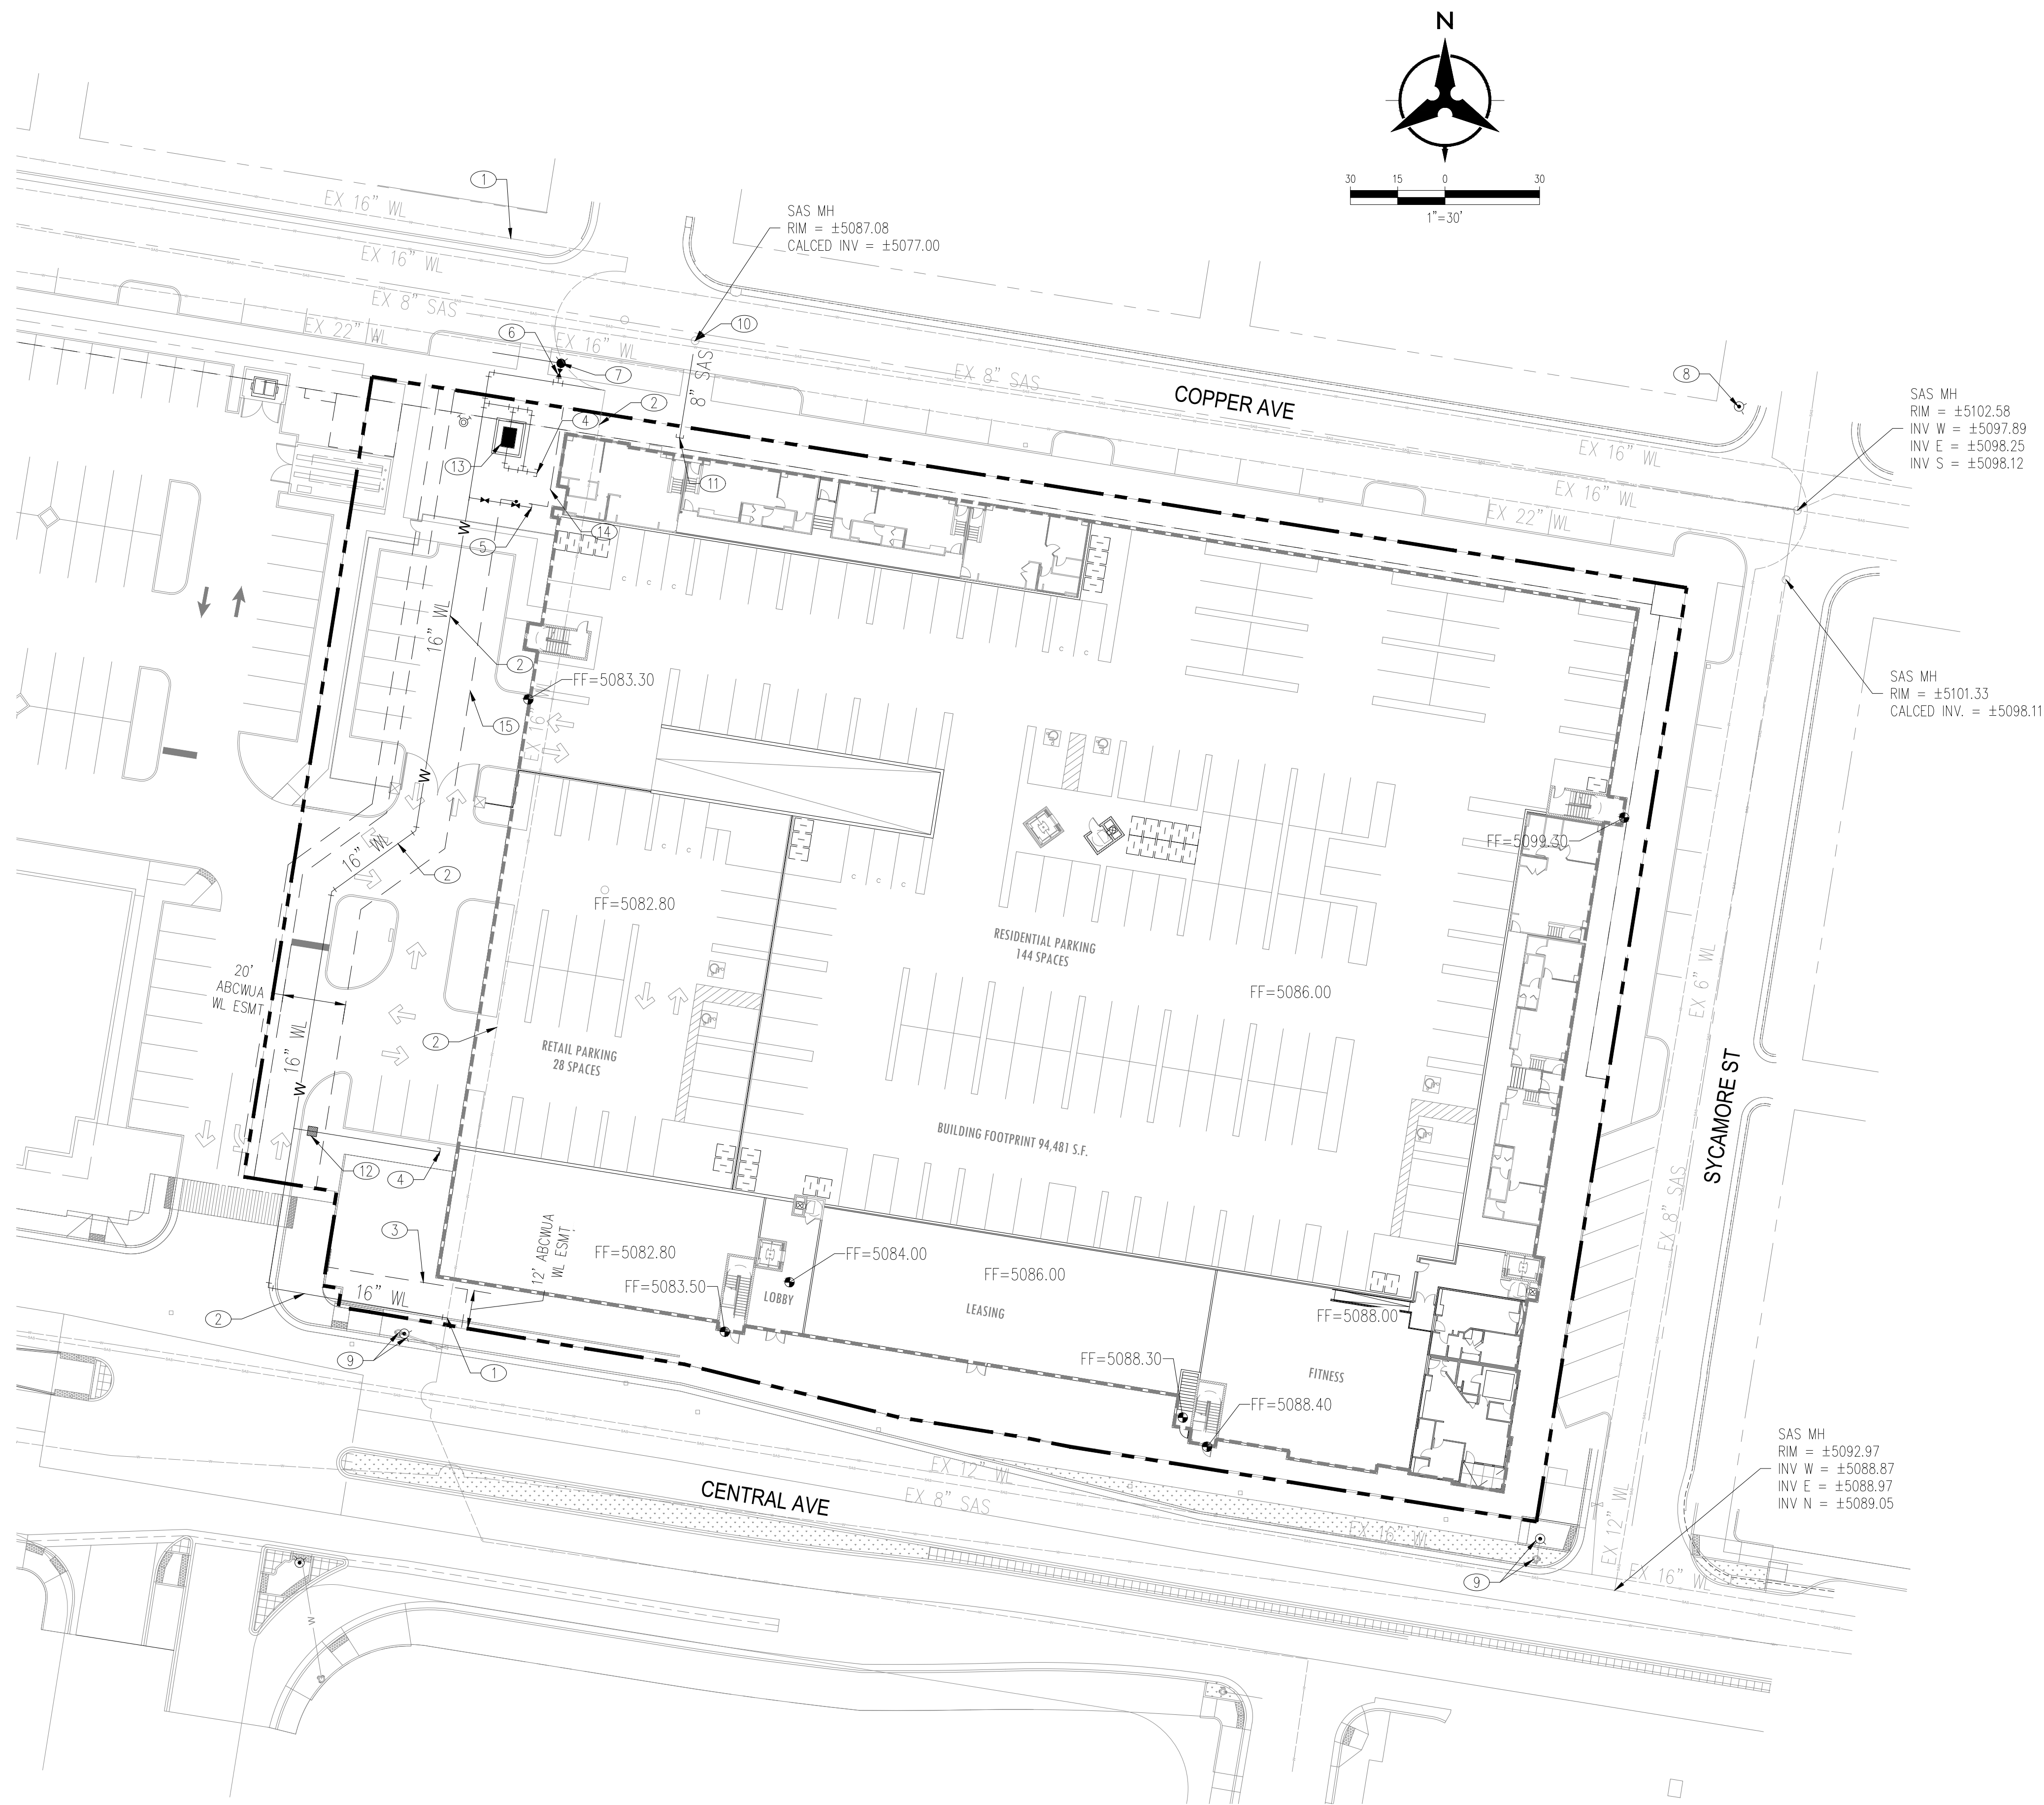 N
30 15 0 30
1"=30'
1
EX 16" WL
SAS MH
RIM = ±5087.08
CALCED INV = ±5077.00
EX 16" WL
EX 8" SAS
EX 22" WL
6
EX 16" WL
10
7
8" SAS
2
4
EX 8" SAS
COPPER AVE
8
SAS MH
RIM = ±5102.58
INV W = ±5097.89
INV E = ±5098.25
INV S = ±5098.12
EX 16" WL
EX 16" WL
EX 22" WL
13
11
14
5
W
C C C
C C C
C C C
C C
16" WL
2
FF=5083.30
15
EX 16" WL
SAS MH
RIM = ±5101.33
CALCED INV. = ±5098.11
W
16" WL
2
C C
C C C
FF=5099.30
FF=5082.80
RESIDENTIAL PARKING
144 SPACES
FF=5086.00
20'
ABCWUA
WL ESMT
16" WL
2
RETAIL PARKING
28 SPACES
W
EX 6" WL
SYCAMORE ST
EX 8" SAS
BUILDING FOOTPRINT 94,481 S.F.
12
4
3
12' ABCWUA
WL ESMT
FF=5082.80
FF=5084.00
FF=5083.50
LOBBY
FF=5086.00
LEASING
FF=5088.00
16" WL
2
9
1
FF=5088.30
FITNESS
FF=5088.40
SAS MH
RIM = ±5092.97
INV W = ±5088.87
INV E = ±5088.97
INV N = ±5089.05
CENTRAL AVE
EX 12" WL
EX 8" SAS
EX 16" WL
EX 12" WL
EX 16" WL
9
W